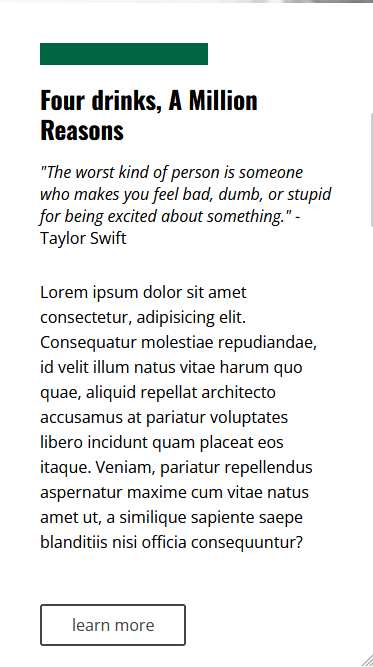 Four drinks, A Million
Reasons
"The worst kind of person is someone
who makes you feel bad, dumb, or stupid
for being excited about something." -
Taylor Swift
Lorem ipsum dolor sit amet
consectetur, adipisicing elit.
Consequatur molestiae repudiandae,
id velit illum natus vitae harum quo
quae, aliquid repellat architecto
accusamus at pariatur voluptates
libero incidunt quam placeat eos
itaque. Veniam, pariatur repellendus
aspernatur maxime cum vitae natus
amet ut, a similique sapiente saepe
blanditiis nisi officia consequuntur?
learn more